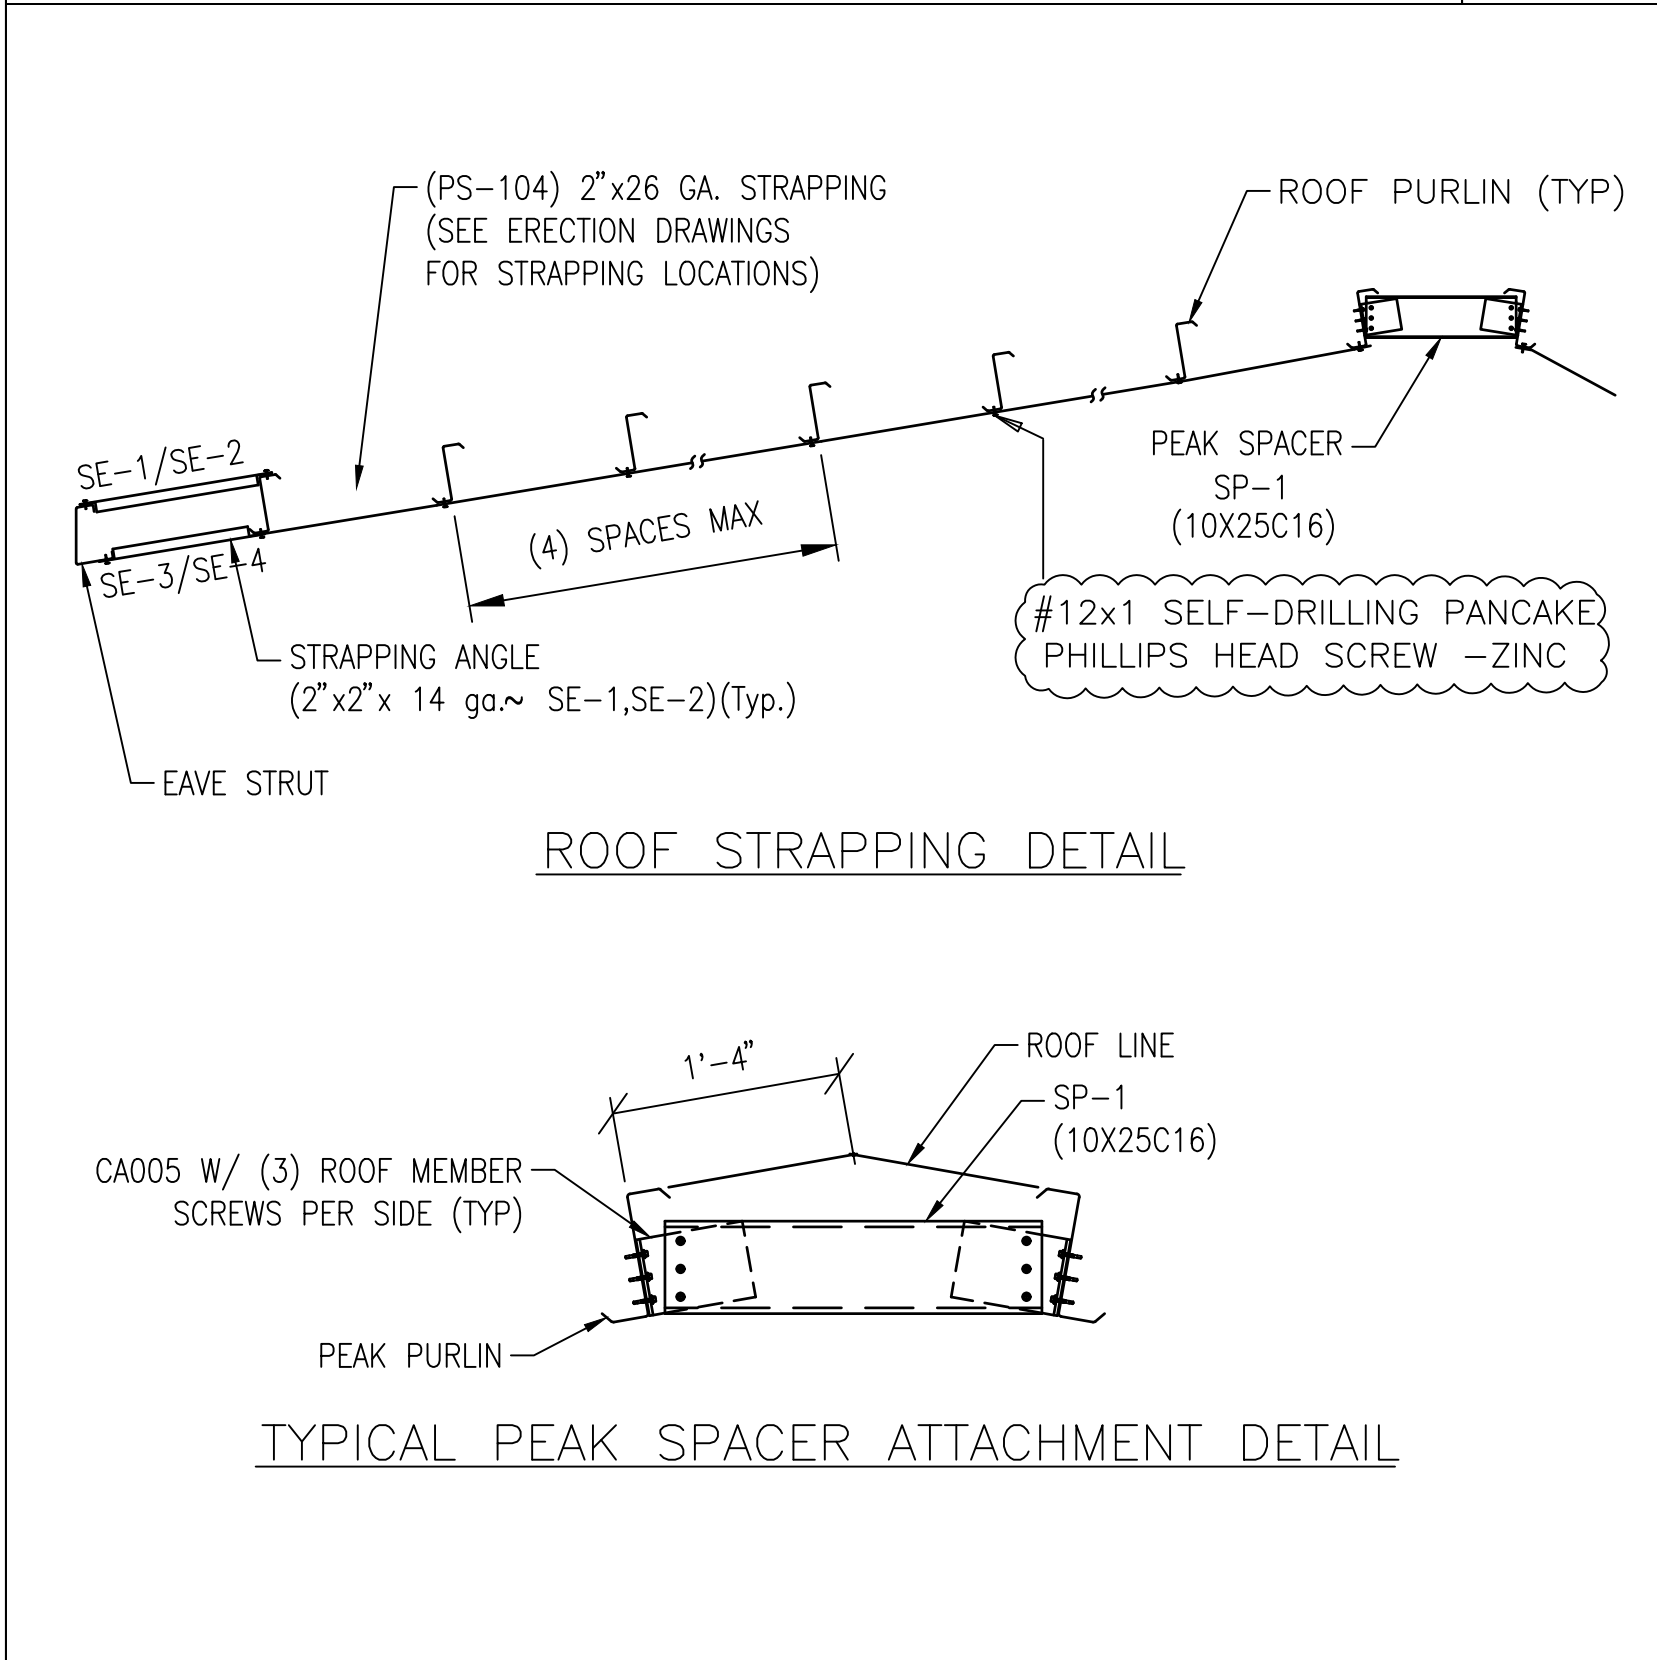 (PS-104) 2"x26 GA. STRAPPING
(SEE ERECTION DRAWINGS
FOR STRAPPING LOCATIONS)
ROOF PURLIN (TYP)
SE-1/SE-2
SE-3/SE-4
(4) SPACES MAX
PEAK SPACER
SP-1
(10X25C16)
#12x1 SELF-DRILLING PANCAKE
PHILLIPS HEAD SCREW -ZINC
STRAPPING ANGLE
(2"x2"x 14 ga.~ SE-1,SE-2)(Typ.)
EAVE STRUT
ROOF STRAPPING DETAIL
1'-4"
ROOF LINE
SP-1
(10X25C16)
CA005 W/ (3) ROOF MEMBER
SCREWS PER SIDE (TYP)
PEAK PURLIN
TYPICAL PEAK SPACER ATTACHMENT DETAIL